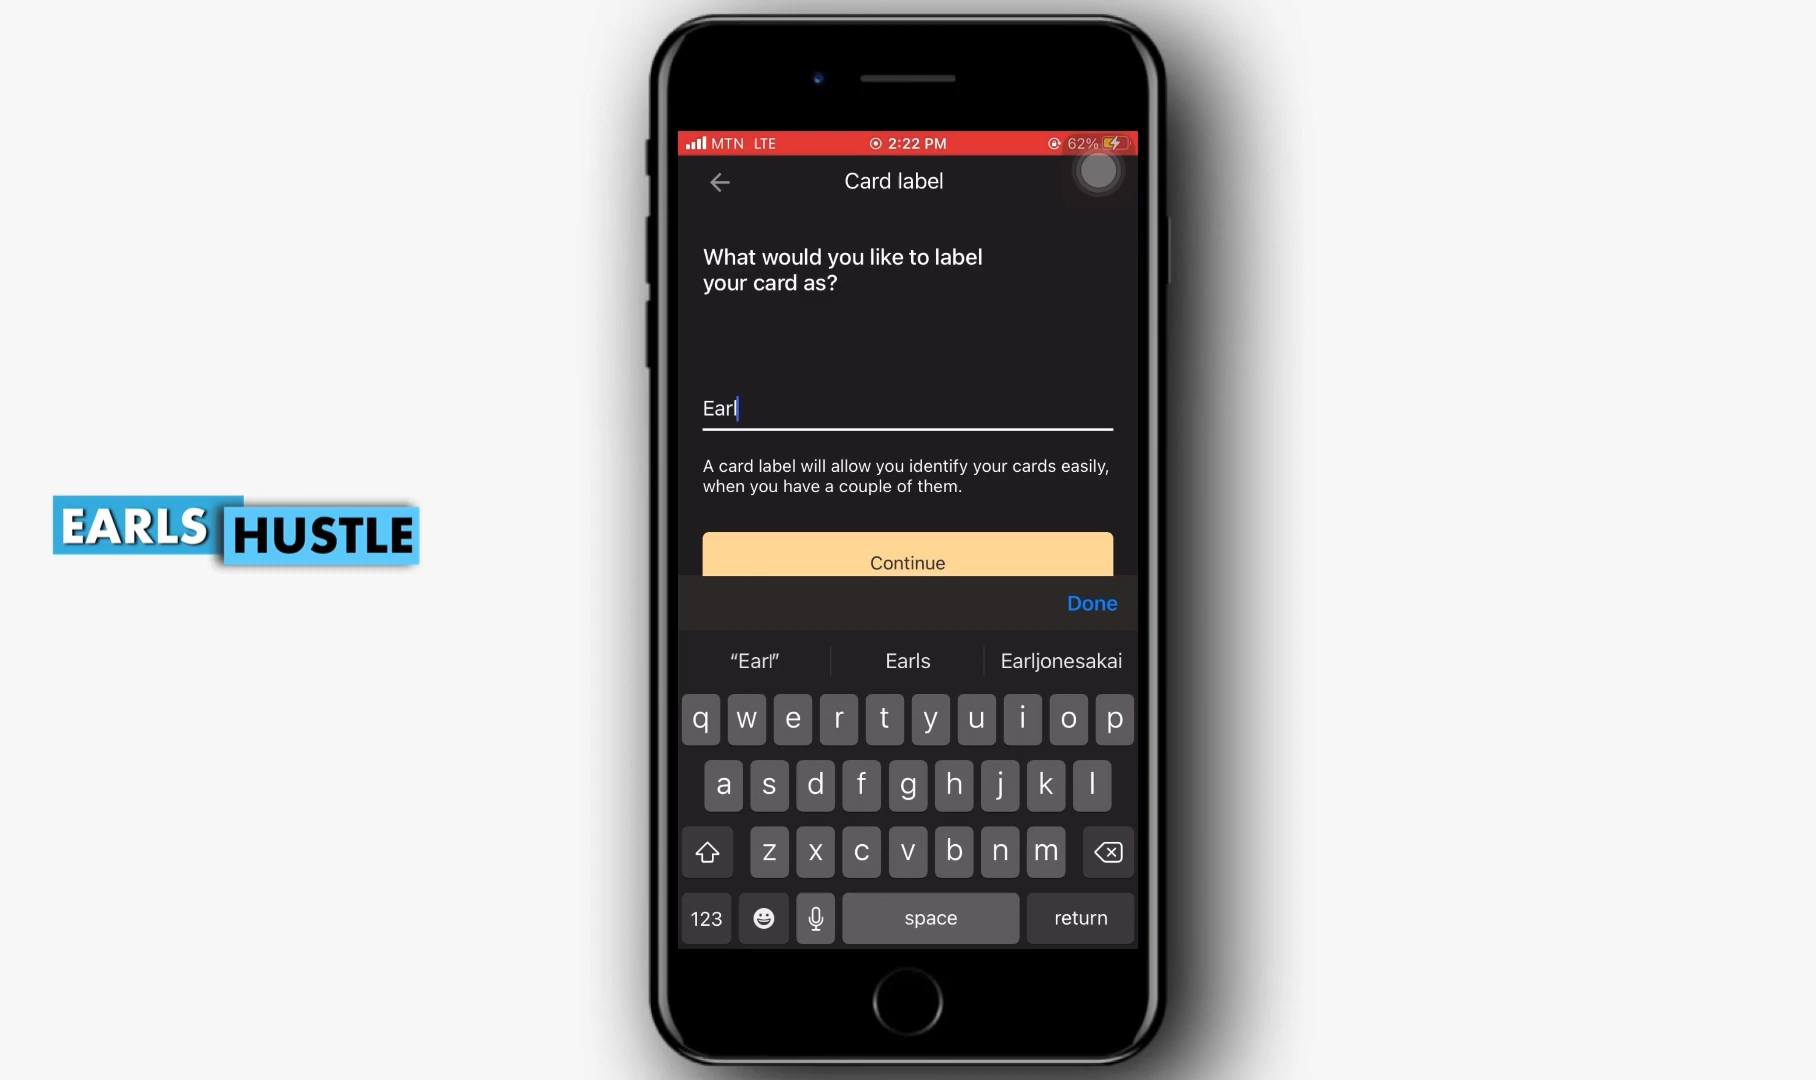 MTN LTE 2:22 PM 62%
Card label
What would you like to label
your card as?
Earl
A card label will allow you identify your cards easily,
when you have a couple of them.
Continue
Done
“Earl” Earls Earljonesakai
q w e r t y u i o p
a s d f g h j k l
z x c v b n m
123 space return
EARLS HUSTLE